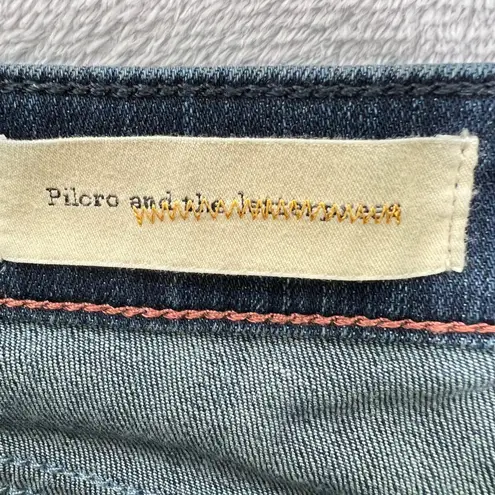 Pilcro and the letterpress